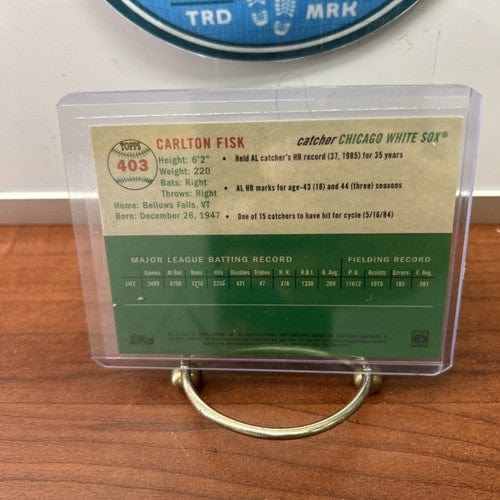 TRD MRK
TOPPS
403
CARLTON FISK
catcher CHICAGO WHITE SOX®
Height: 6'2"
Weight: 220
Bats: Right
Throws: Right
Home: Bellows Falls, VT
Born: December 26, 1947
• Held AL catcher's HR record (37, 1985) for 35 years
• AL HR marks for age-43 (18) and 44 (three) seasons
• One of 15 catchers to have hit for cycle (5/16/84)
MAJOR LEAGUE BATTING RECORD FIELDING RECORD
Games At Bat Runs Hits Doubles Triples H. R. R.B.I. B. Avg. P. O. Assists Errors F. Avg.
LIFE 2499 8756 1276 2356 421 47 376 1330 .269 11612 1075 165 .987
Topps